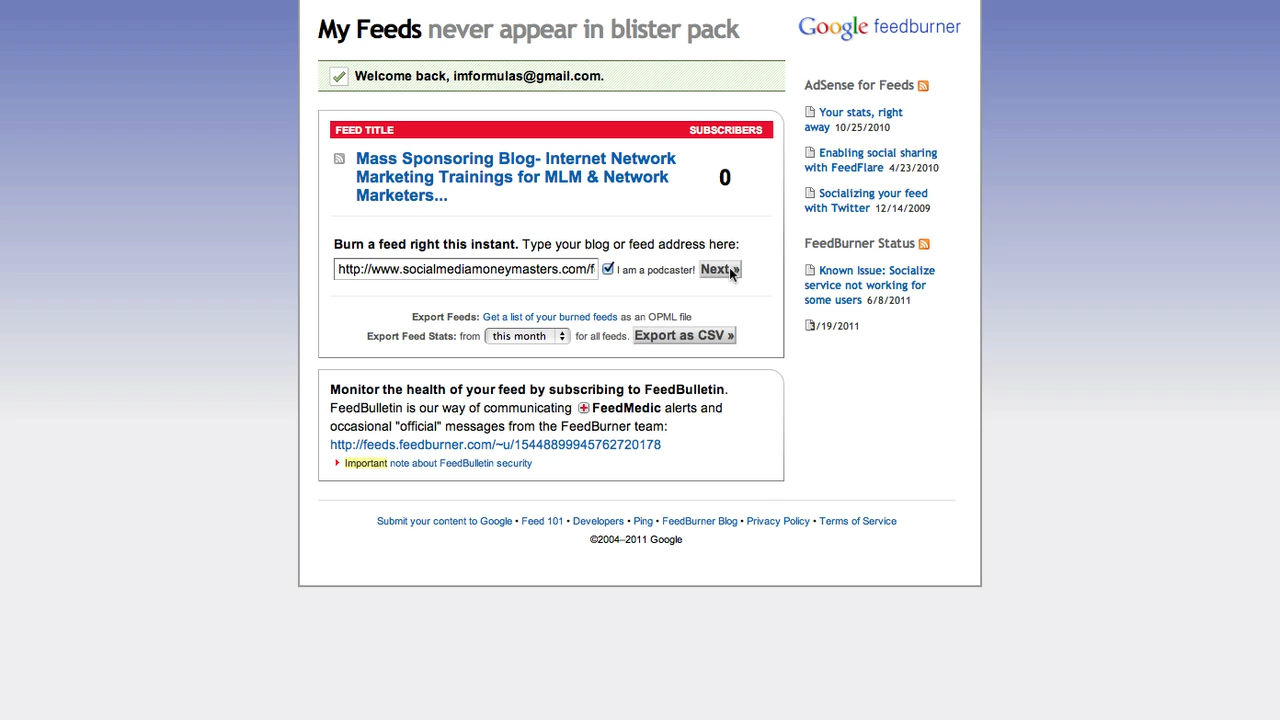 My Feeds never appear in blister pack
Google feedburner
Welcome back, imformulas@gmail.com.
FEED TITLE SUBSCRIBERS
Mass Sponsoring Blog- Internet Network
Marketing Trainings for MLM & Network
Marketers...
0
Burn a feed right this instant. Type your blog or feed address here:
http://www.socialmediamoneymasters.com/f
I am a podcaster!
Next »
Export Feeds: Get a list of your burned feeds as an OPML file
Export Feed Stats: from this month for all feeds. Export as CSV »
Monitor the health of your feed by subscribing to FeedBulletin.
FeedBulletin is our way of communicating FeedMedic alerts and
occasional "official" messages from the FeedBurner team:
http://feeds.feedburner.com/~u/15448899945762720178
Important note about FeedBulletin security
AdSense for Feeds
Your stats, right
away 10/25/2010
Enabling social sharing
with FeedFlare 4/23/2010
Socializing your feed
with Twitter 12/14/2009
FeedBurner Status
Known Issue: Socialize
service not working for
some users 6/8/2011
/19/2011
Submit your content to Google • Feed 101 • Developers • Ping • FeedBurner Blog • Privacy Policy • Terms of Service
©2004–2011 Google